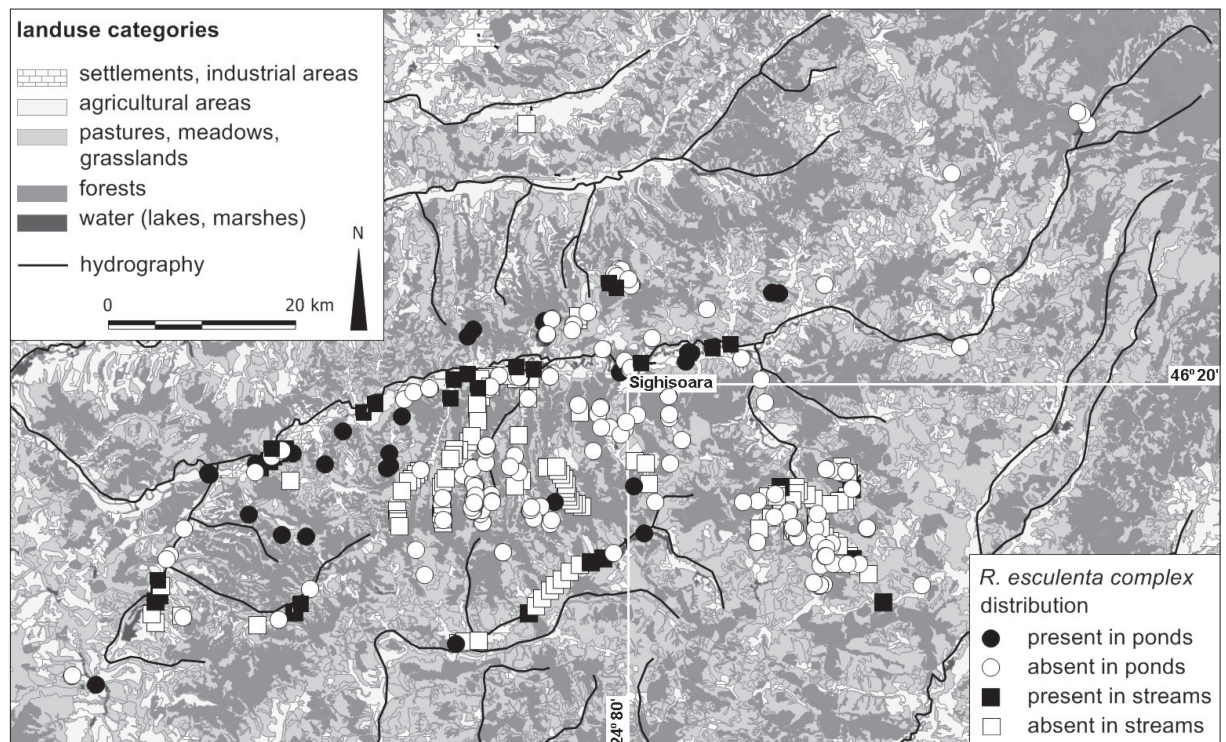 landuse categories
settlements, industrial areas
agricultural areas
pastures, meadows,
grasslands
forests
water (lakes, marshes)
hydrography
N
0 20 km
Sighisoara
46º 20'
24º 80'
R. esculenta complex
distribution
present in ponds
absent in ponds
present in streams
absent in streams